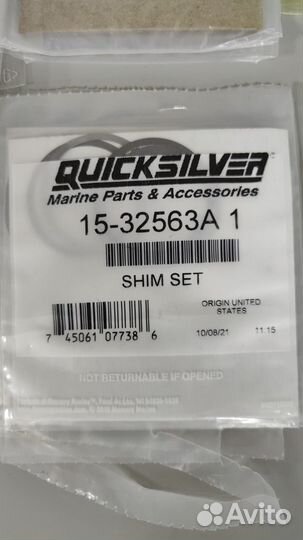 QUICKSILVER
Marine Parts & Accessories
15-32563A 1
SHIM SET
ORIGIN UNITED
STATES
7 45061 07738 6
10/08/21 11:15
NOT RETURNABLE IF OPENED
Avito